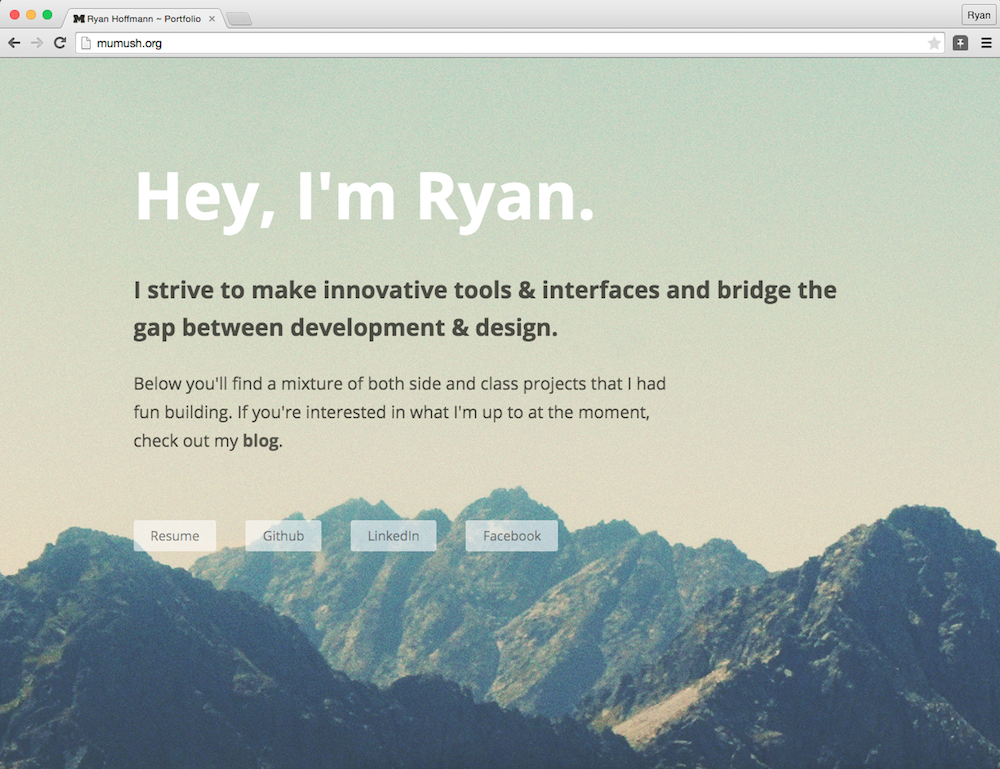 Ryan Hoffmann ~ Portfolio
Ryan
mumush.org
Hey, I'm Ryan.
I strive to make innovative tools & interfaces and bridge the
gap between development & design.
Below you'll find a mixture of both side and class projects that I had
fun building. If you're interested in what I'm up to at the moment,
check out my blog.
Resume Github LinkedIn Facebook